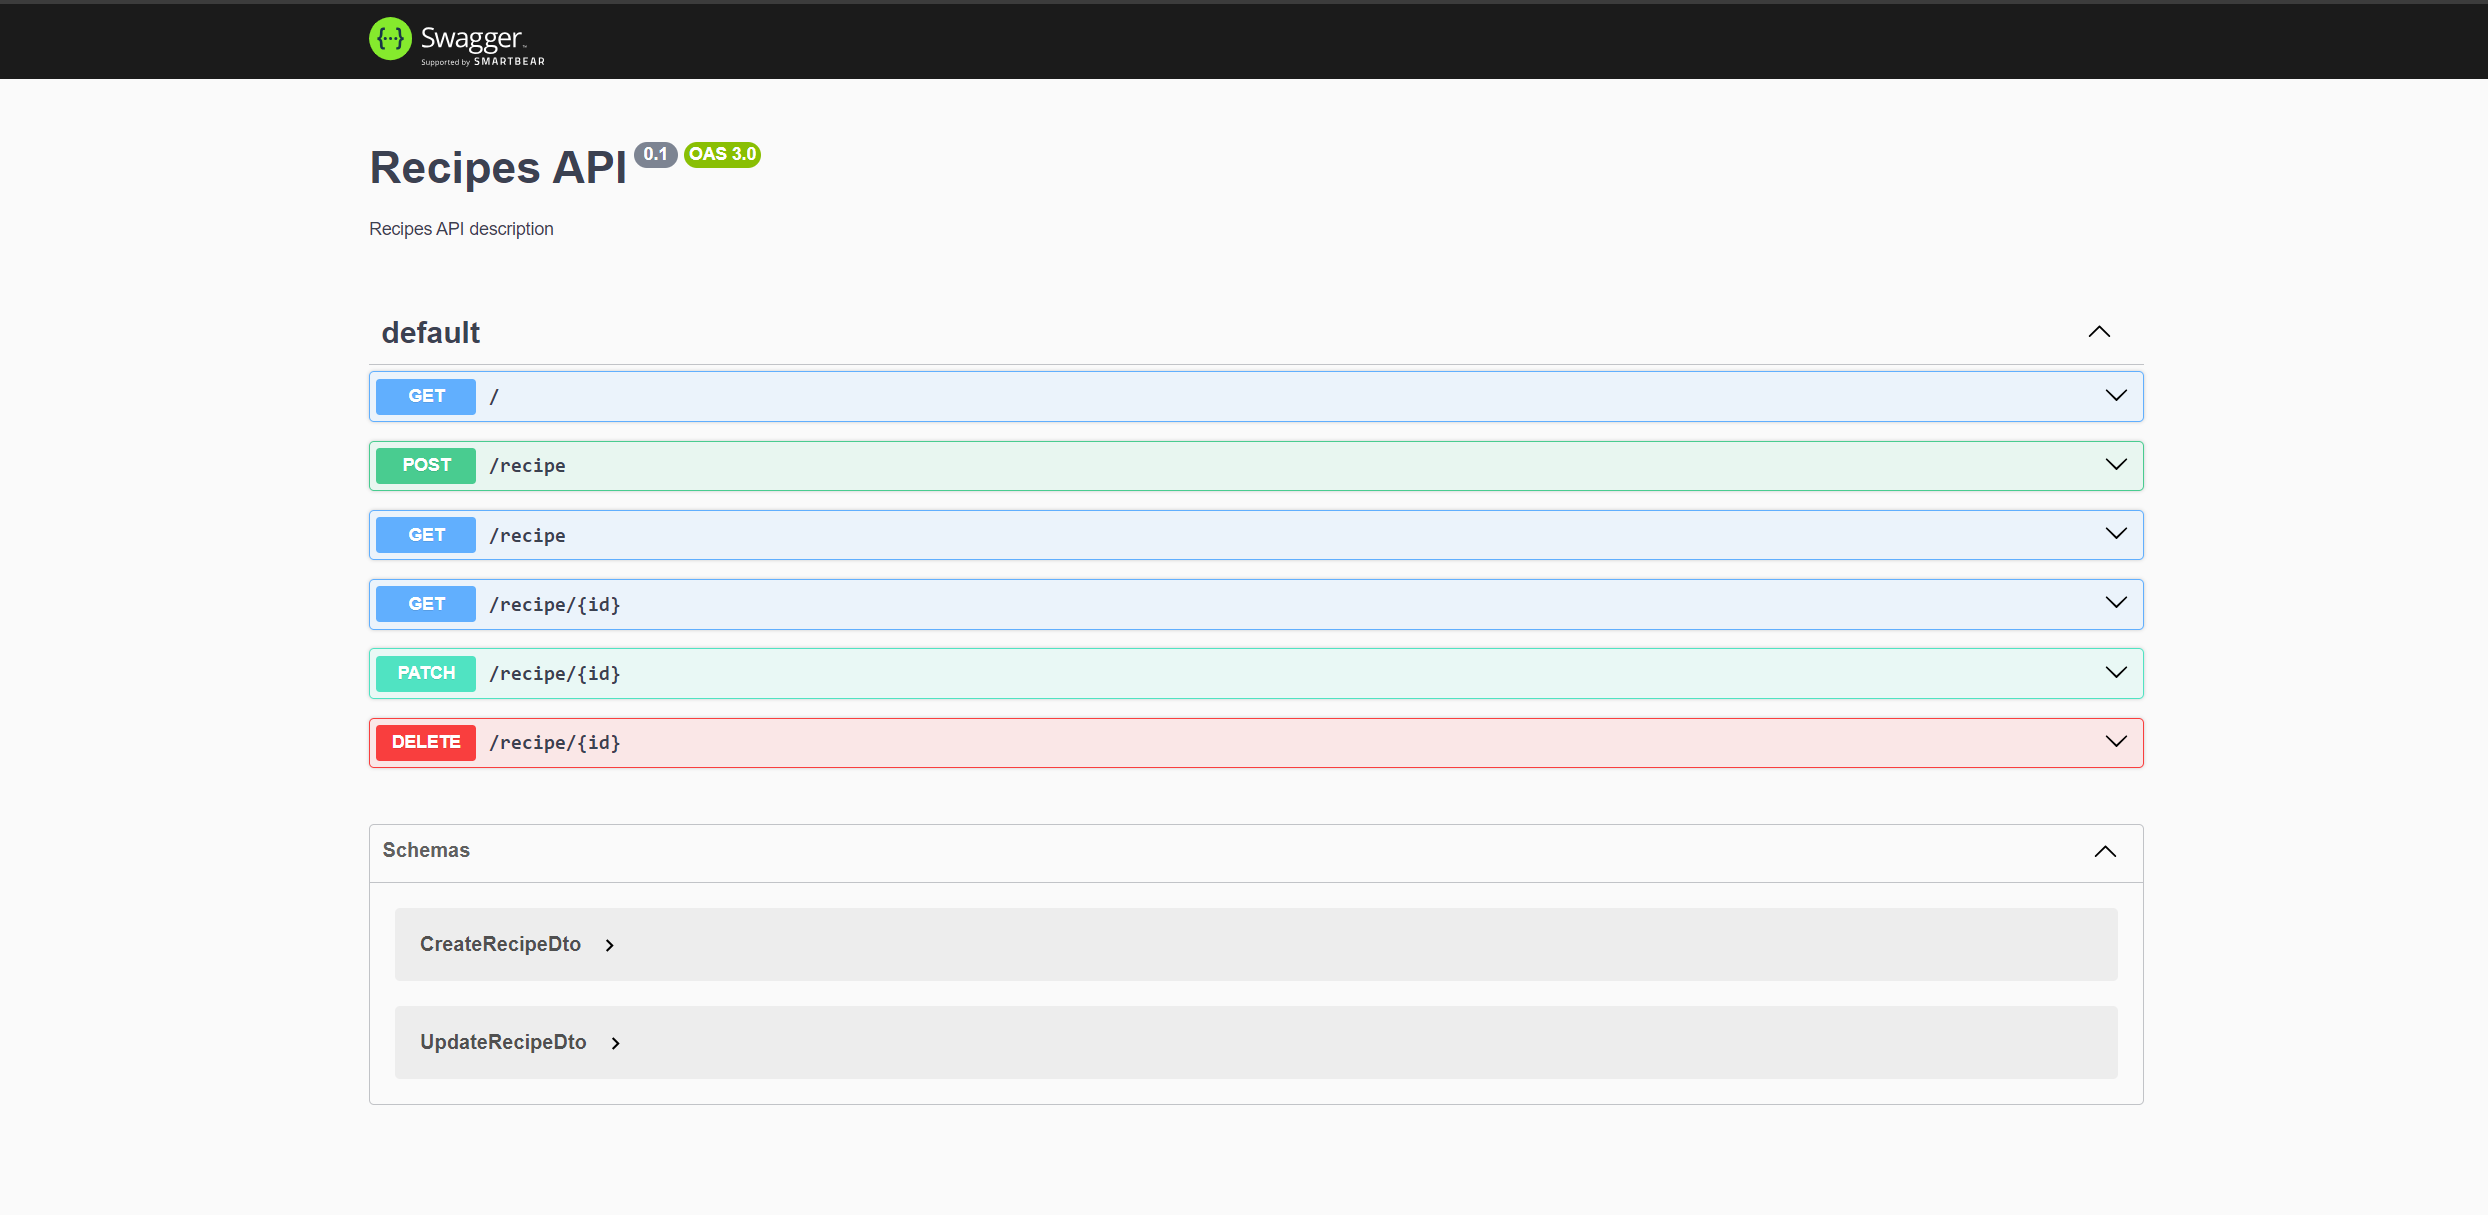 {···} Swagger™
Supported by SMARTBEAR
Recipes API 0.1 OAS 3.0
Recipes API description
default
GET /
POST /recipe
GET /recipe
GET /recipe/{id}
PATCH /recipe/{id}
DELETE /recipe/{id}
Schemas
CreateRecipeDto
UpdateRecipeDto